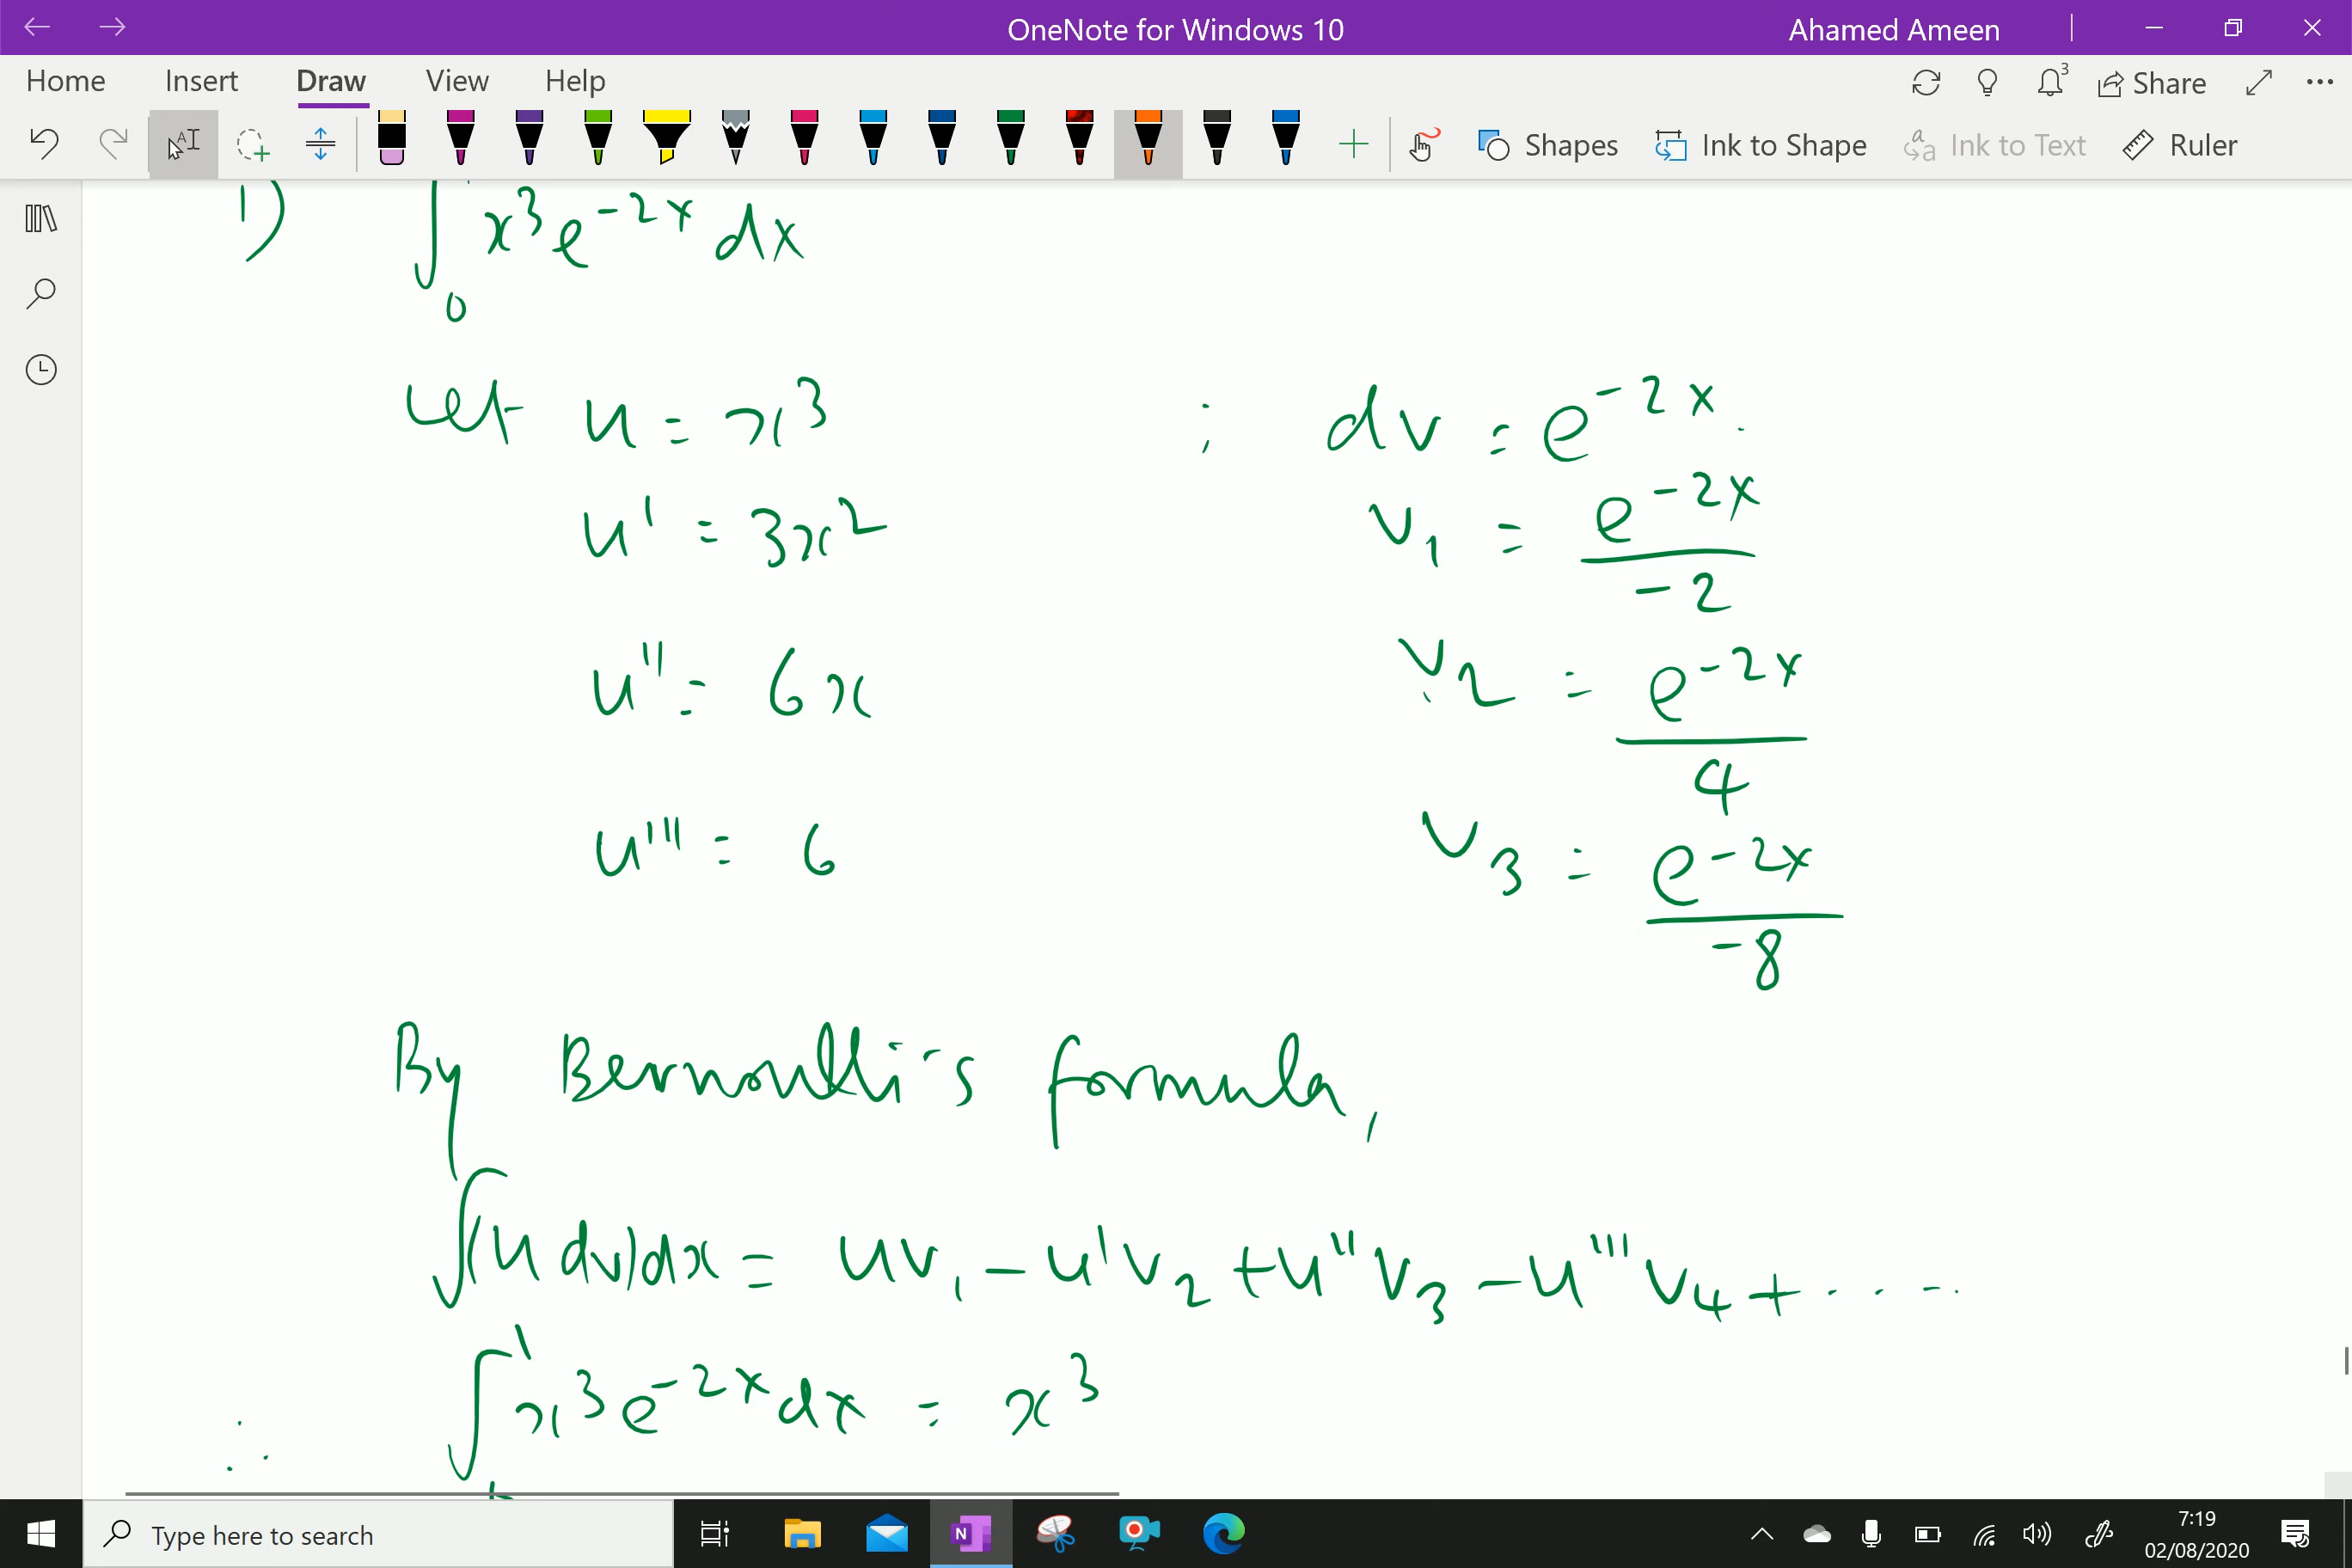 OneNote for Windows 10
Ahamed Ameen
Home Insert Draw View Help
3 Share
Shapes Ink to Shape Ink to Text Ruler
1) ∫₀ x³e⁻²ˣ dx
Let u = x³ ; dv = e⁻²ˣ.
u' = 3x² v₁ = e⁻²ˣ / -2
u'' = 6x v₂ = e⁻²ˣ / 4
u''' = 6 v₃ = e⁻²ˣ / -8
By Bernoulli's formula,
∫(u dv)dx = uv₁ - u'v₂ + u''v₃ - u'''v₄ + ....
∴ ∫¹ x³e⁻²ˣ dx = x³
Type here to search
N
7:19
02/08/2020